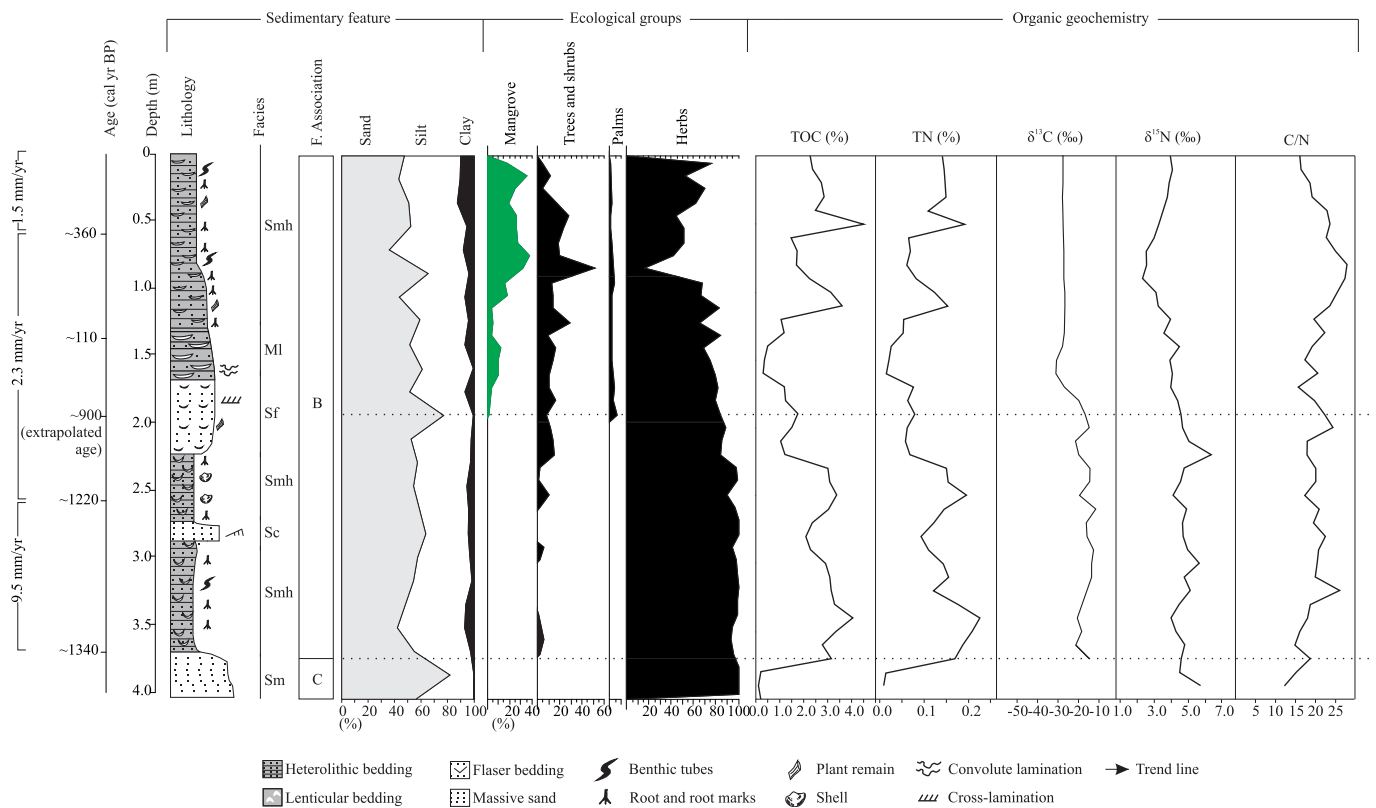 Sedimentary feature
Ecological groups
Organic geochemistry
Age (cal yr BP)
Depth (m)
Lithology
Facies
F. Association
Sand
Silt
Clay
Mangrove
Trees and shrubs
Palms
Herbs
TOC (%)
TN (%)
δ¹³C (‰)
δ¹⁵N (‰)
C/N
1.5 mm/yr
2.3 mm/yr
9.5 mm/yr
~360
~110
~900
(extrapolated
age)
~1220
~1340
0
0.5
1.0
1.5
2.0
2.5
3.0
3.5
4.0
m
Smh
Ml
Sf
Smh
Sc
Smh
Sm
B
C
0 20 40 60 80 100
(%)
0 20 40
(%)
0 20 40 60
20 40 60 80 100
0.0 1.0 2.0 3.0 4.0
0.0 0.1 0.2
-50 -40 -30 -20 -10
1.0 3.0 5.0 7.0
5 10 15 20 25
Heterolithic bedding
Flaser bedding
Benthic tubes
Plant remain
Convolute lamination
Trend line
Lenticular bedding
Massive sand
Root and root marks
Shell
Cross-lamination